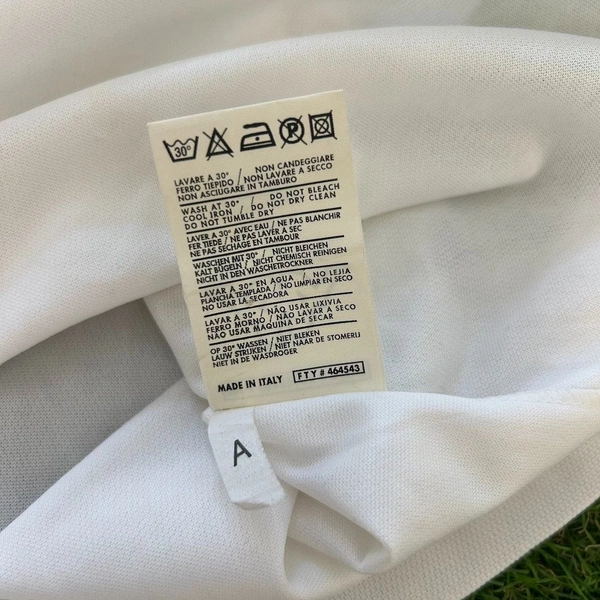 30°
P
LAVARE A 30° / NON CANDEGGIARE
FERRO TIEPIDO / NON LAVARE A SECCO
NON ASCIUGARE IN TAMBURO
WASH AT 30° / DO NOT BLEACH
COOL IRON / DO NOT DRY CLEAN
DO NOT TUMBLE DRY
LAVER A 30° AVEC EAU / NE PAS BLANCHIR
FER TIEDE / NE PAS LAVER A SEC
NE PAS SECHAGE EN TAMBOUR
WASCHEN MIT 30° / NICHT BLEICHEN
KALT BÜGELN / NICHT CHEMISCH REINIGEN
NICHT IN DEN WASCHETROCKNER
LAVAR A 30° EN AGUA / NO LEJIA
PLANCHA TEMPLADA / NO LIMPIAR EN SECO
NO USAR LA SECADORA
LAVAR A 30° / NÃO USAR LIXIVIA
FERRO MORNO / NÃO LAVAR A SECO
NÃO USAR MAQUINA DE SECAR
OP 30° WASSEN / NIET BLEKEN
LAUW STRIJKEN / NIET NAAR DE STOMERIJ
NIET IN DE WASDROGER
MADE IN ITALY FTY # 464543
A